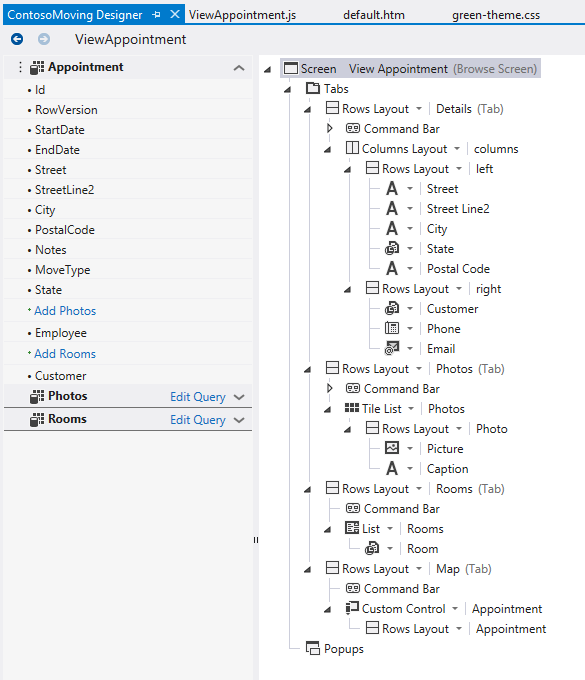 ContosoMoving Designer ViewAppointment.js default.htm green-theme.css
ViewAppointment
Appointment
Id
RowVersion
StartDate
EndDate
Street
StreetLine2
City
PostalCode
Notes
MoveType
State
+ Add Photos
Employee
+ Add Rooms
Customer
Photos Edit Query
Rooms Edit Query
Screen View Appointment (Browse Screen)
Tabs
Rows Layout Details (Tab)
Command Bar
Columns Layout columns
Rows Layout left
A Street
A Street Line2
A City
State
A Postal Code
Rows Layout right
Customer
Phone
Email
Rows Layout Photos (Tab)
Command Bar
Tile List Photos
Rows Layout Photo
Picture
A Caption
Rows Layout Rooms (Tab)
Command Bar
List Rooms
Room
Rows Layout Map (Tab)
Command Bar
Custom Control Appointment
Rows Layout Appointment
Popups